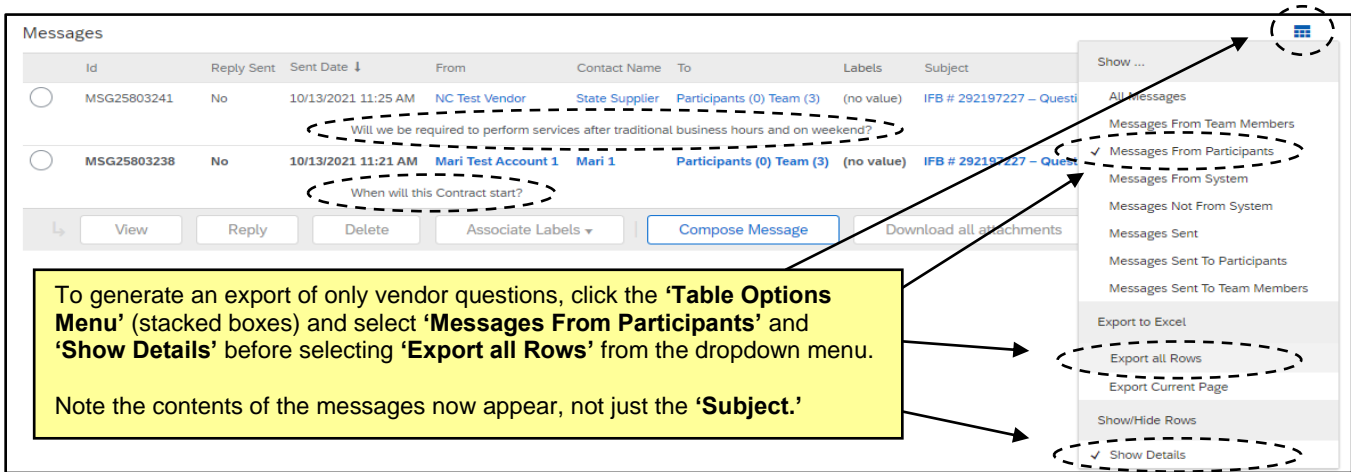 Messages
Id Reply Sent Sent Date ↓ From Contact Name To Labels Subject
MSG25803241 No 10/13/2021 11:25 AM NC Test Vendor State Supplier Participants (0) Team (3) (no value) IFB # 292197227 – Questi
Will we be required to perform services after traditional business hours and on weekend?
MSG25803238 No 10/13/2021 11:21 AM Mari Test Account 1 Mari 1 Participants (0) Team (3) (no value) IFB # 292197227 – Quest
When will this Contract start?
View Reply Delete Associate Labels ▾ Compose Message Download all attachments
Show ...
All Messages
Messages From Team Members
✓ Messages From Participants
Messages From System
Messages Not From System
Messages Sent
Messages Sent To Participants
Messages Sent To Team Members
Export to Excel
Export all Rows
Export Current Page
Show/Hide Rows
✓ Show Details
To generate an export of only vendor questions, click the ‘Table Options
Menu’ (stacked boxes) and select ‘Messages From Participants’ and
‘Show Details’ before selecting ‘Export all Rows’ from the dropdown menu.
Note the contents of the messages now appear, not just the ‘Subject.’